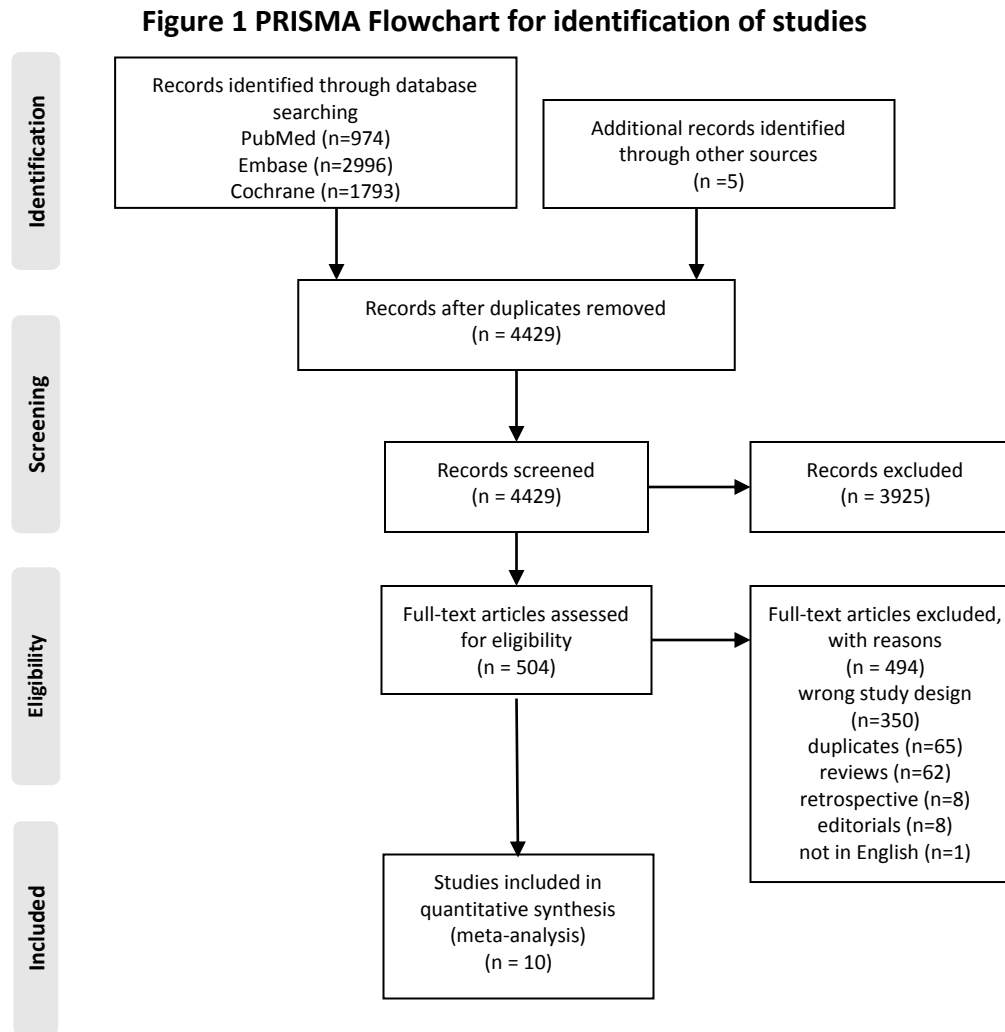 Figure 1 PRISMA Flowchart for identification of studies
Identification
Records identified through database
searching
PubMed (n=974)
Embase (n=2996)
Cochrane (n=1793)
Additional records identified
through other sources
(n =5)
Records after duplicates removed
(n = 4429)
Screening
Records screened
(n = 4429)
Records excluded
(n = 3925)
Eligibility
Full-text articles assessed
for eligibility
(n = 504)
Full-text articles excluded,
with reasons
(n = 494)
wrong study design
(n=350)
duplicates (n=65)
reviews (n=62)
retrospective (n=8)
editorials (n=8)
not in English (n=1)
Included
Studies included in
quantitative synthesis
(meta-analysis)
(n = 10)